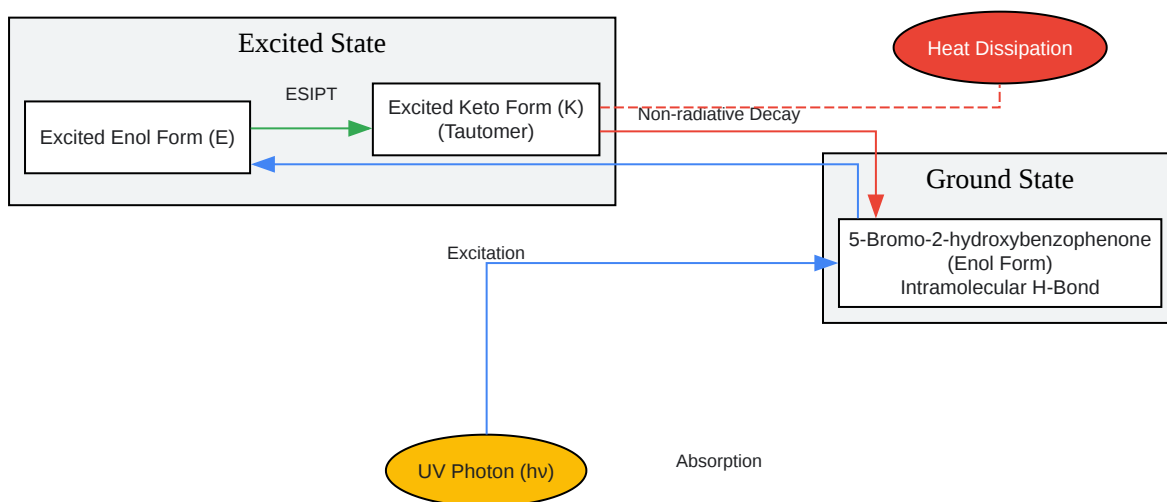 Excited State
Heat Dissipation
ESIPT
Excited Enol Form (E)
Excited Keto Form (K)
(Tautomer)
Non-radiative Decay
Ground State
5-Bromo-2-hydroxybenzophenone
(Enol Form)
Intramolecular H-Bond
Excitation
UV Photon (hν)
Absorption